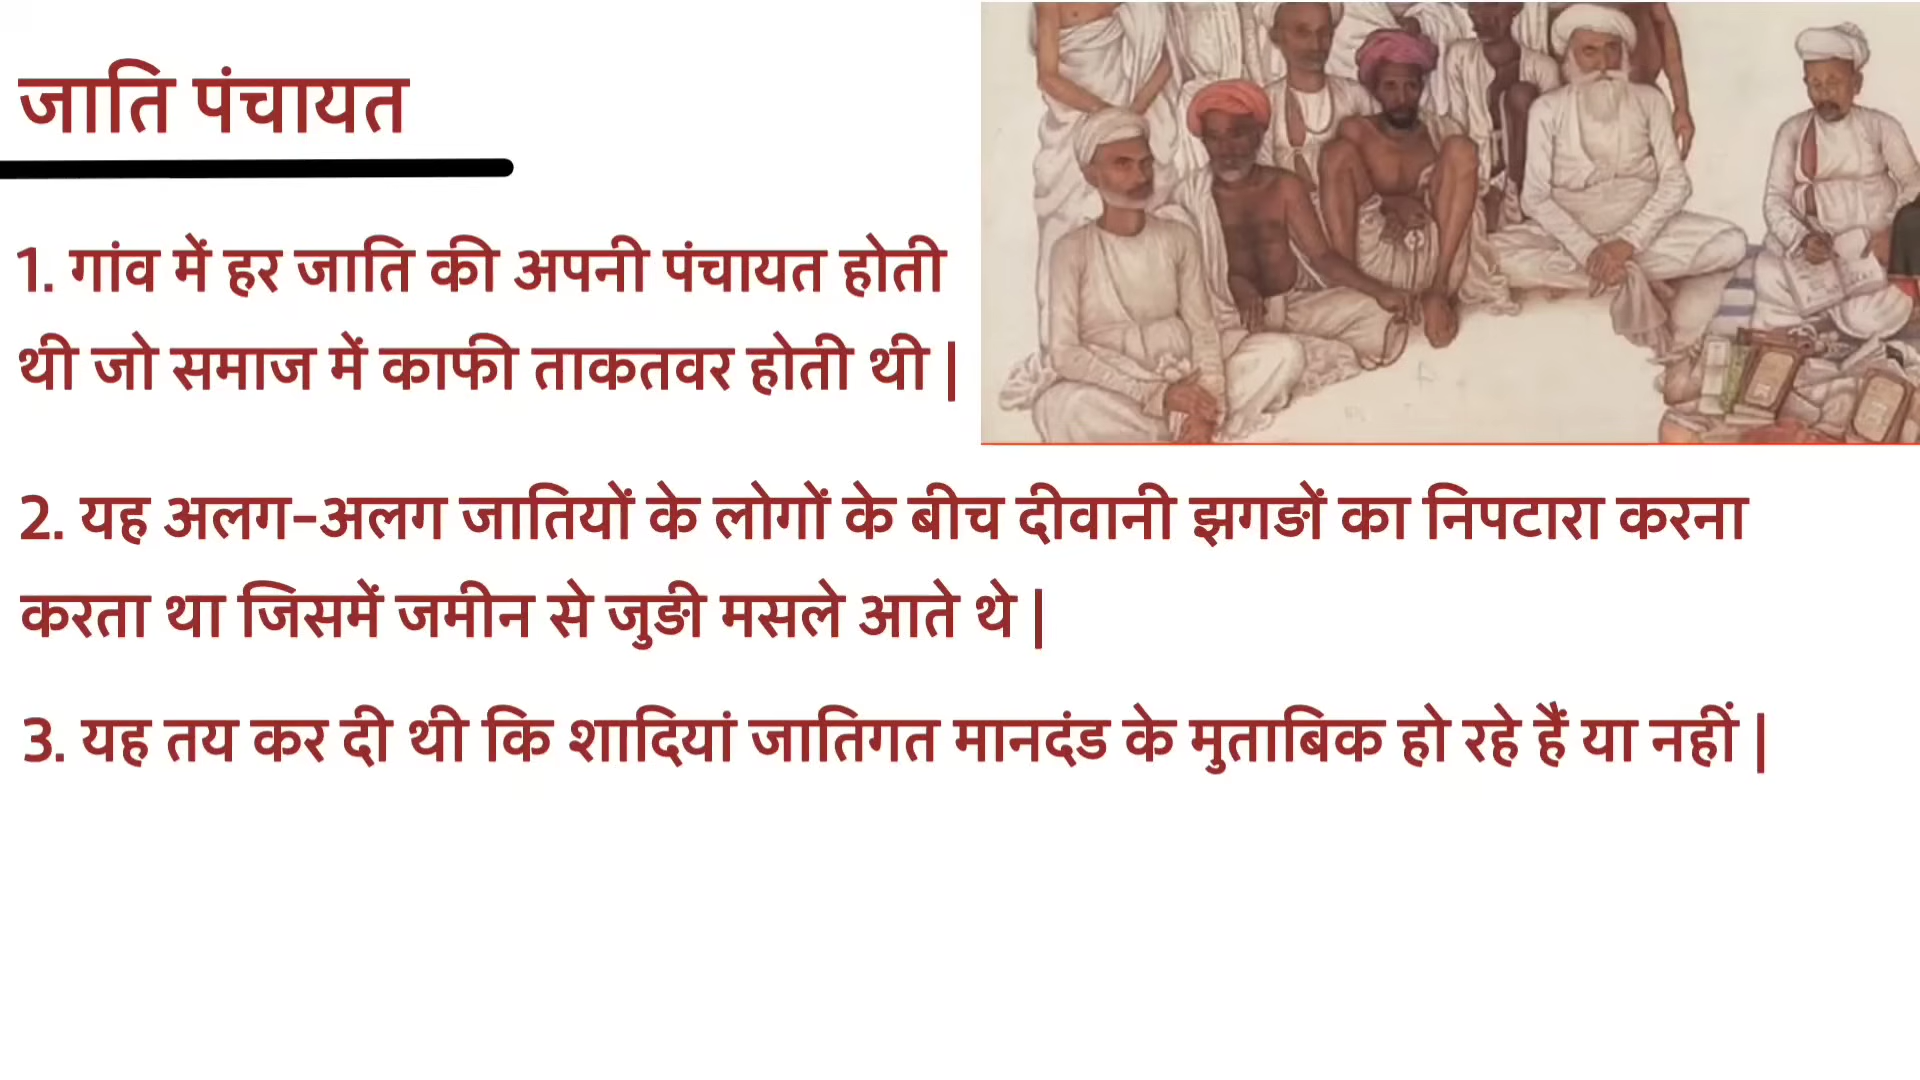 जाति पंचायत
1. गांव में हर जाति की अपनी पंचायत होती
थी जो समाज में काफी ताकतवर होती थी |
2. यह अलग-अलग जातियों के लोगों के बीच दीवानी झगङों का निपटारा करना
करता था जिसमें जमीन से जुङी मसले आते थे |
3. यह तय कर दी थी कि शादियां जातिगत मानदंड के मुताबिक हो रहे हैं या नहीं |